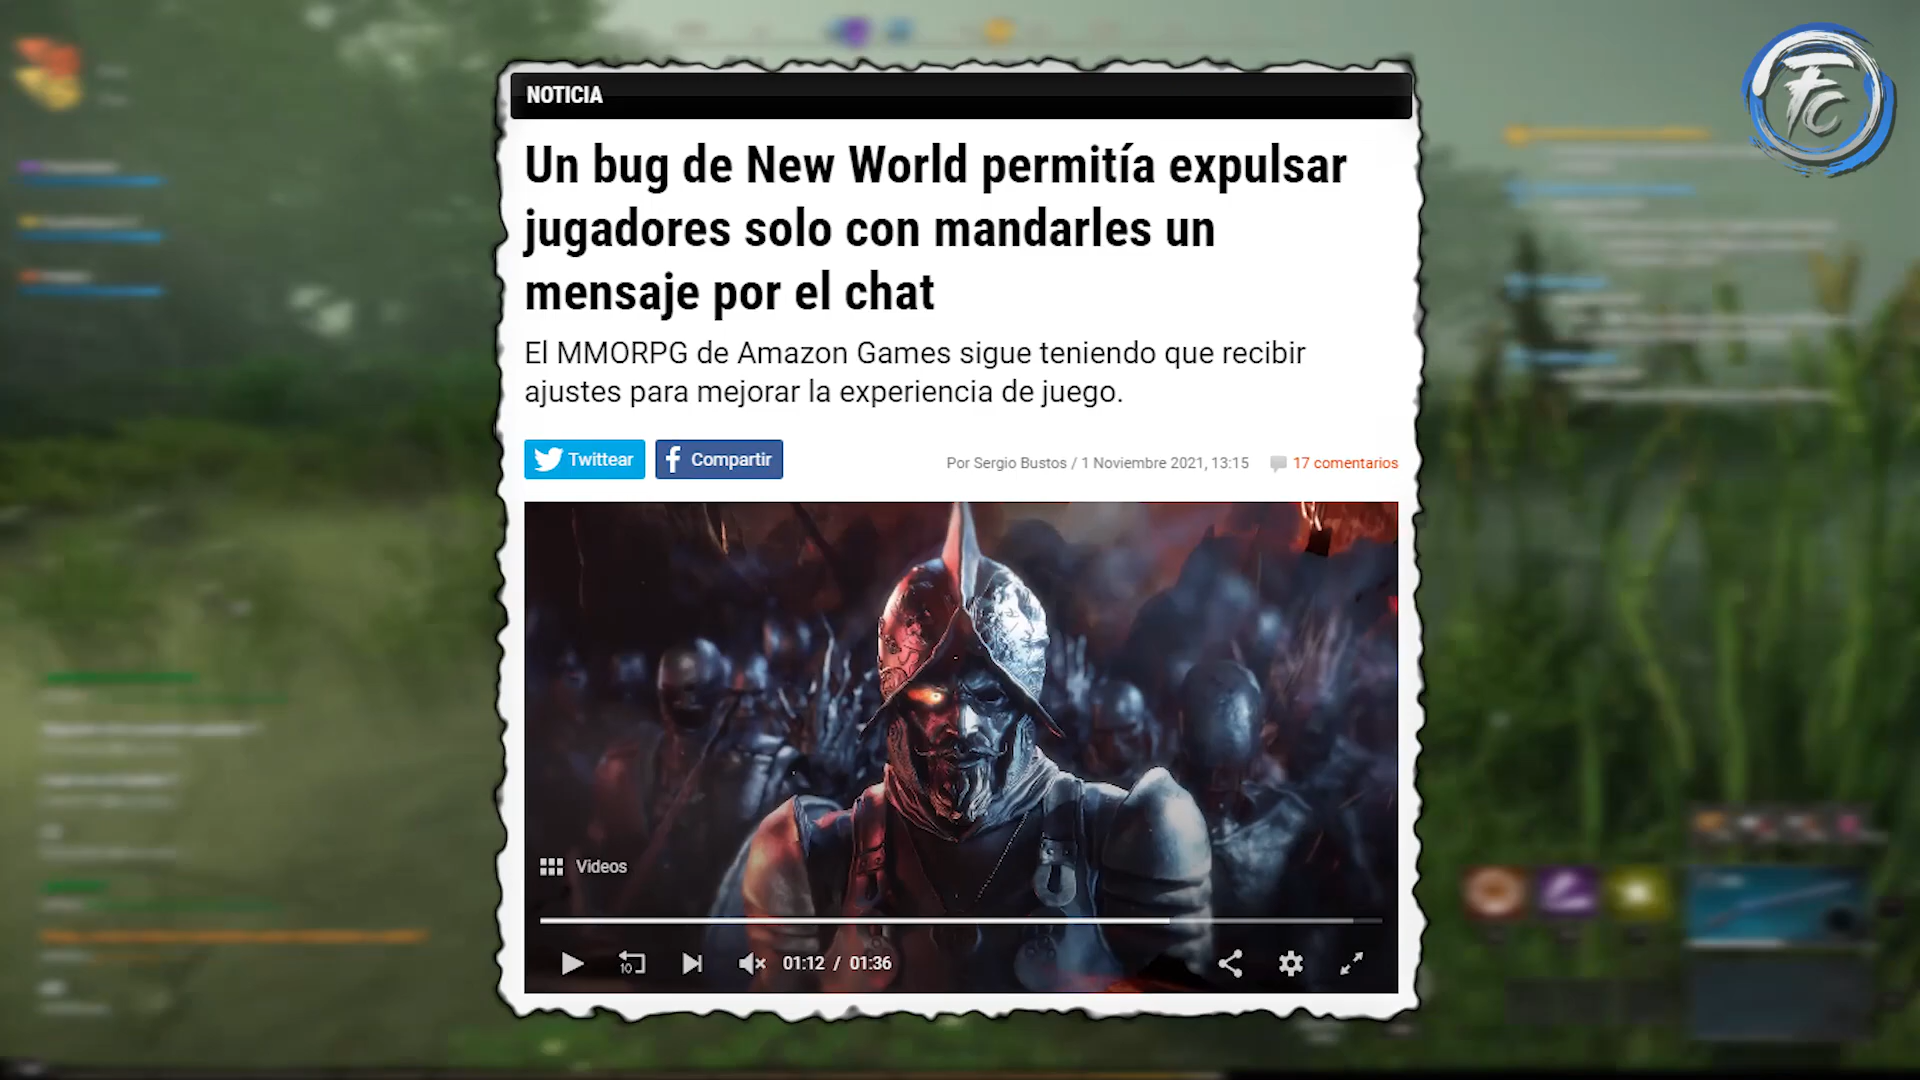 NOTICIA
Un bug de New World permitía expulsar
jugadores solo con mandarles un
mensaje por el chat
El MMORPG de Amazon Games sigue teniendo que recibir
ajustes para mejorar la experiencia de juego.
Twittear
Compartir
Por Sergio Bustos / 1 Noviembre 2021, 13:15
17 comentarios
Videos
10
01:12 / 01:36
FC